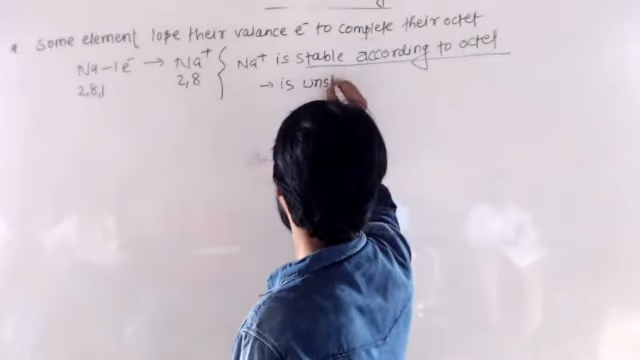 * some element lose their valance e⁻ to complete their octet
Na -1e⁻ → Na⁺ { Na⁺ is stable according to octet
2,8,1 2,8 → is uns